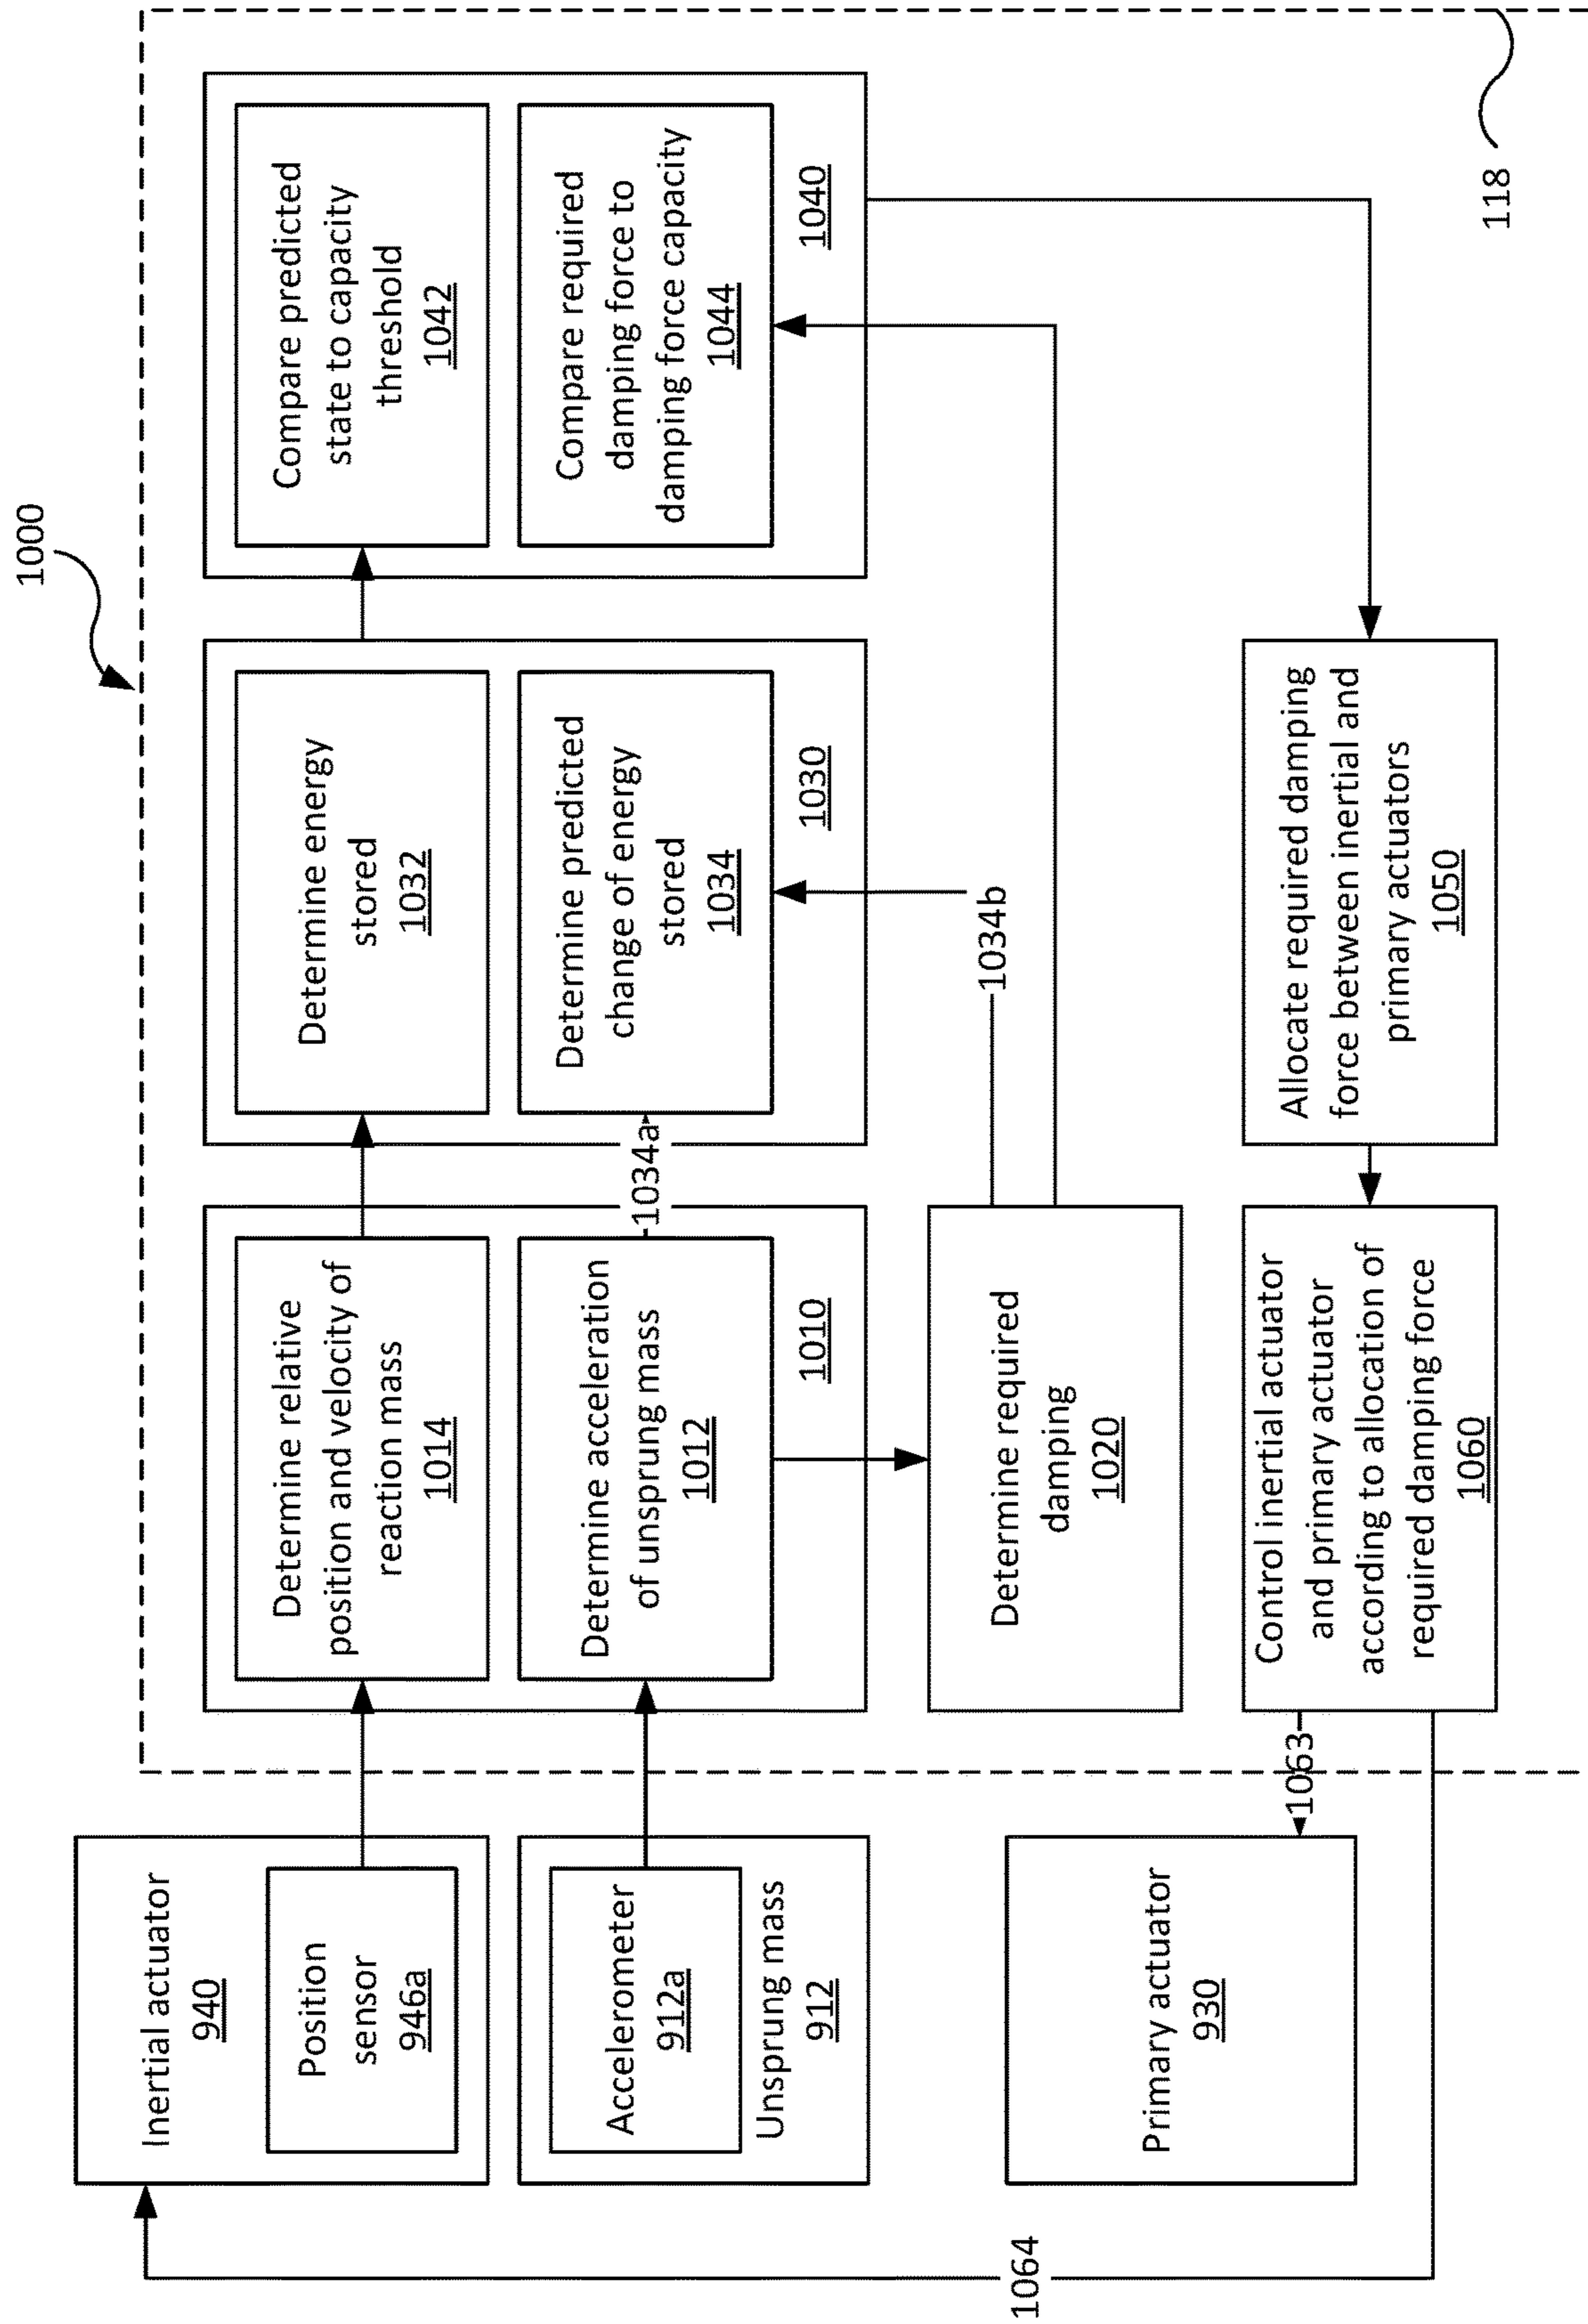 1000
Inertial actuator
940
Position
sensor
946a
Accelerometer
912a
Unsprung mass
912
Primary actuator
930
1064
Determine relative
position and velocity of
reaction mass
1014
Determine acceleration
of unsprung mass
1012
1010
1034a
Determine energy
stored
1032
Determine predicted
change of energy
stored
1034
1030
Compare predicted
state to capacity
threshold
1042
Compare required
damping force to
damping force capacity
1044
1040
Determine required
damping
1020
1034b
1063
Control inertial actuator
and primary actuator
according to allocation of
required damping force
1060
Allocate required damping
force between inertial and
primary actuators
1050
118